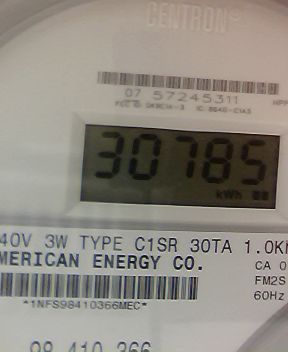 CENTRON®
07 57245311
30785
kWh
40V 3W TYPE C1SR 30TA 1.0K
MERICAN ENERGY CO.
CA 0
FM2S
60Hz
*1NFS98410366MEC*
98 410 366